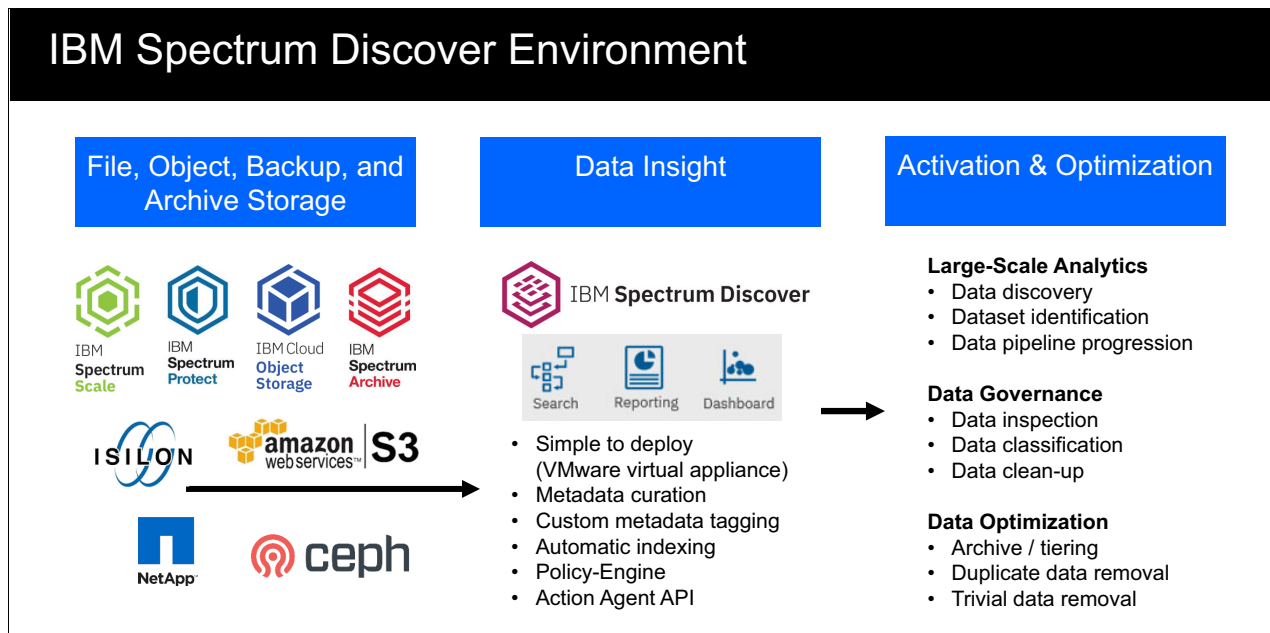 IBM Spectrum Discover Environment
File, Object, Backup, and
Archive Storage
IBM
Spectrum
Scale
IBM
Spectrum
Protect
IBM Cloud
Object
Storage
IBM
Spectrum
Archive
ISILON
amazon
web services™
S3
NetApp™
ceph
Data Insight
IBM Spectrum Discover
Search
Reporting
Dashboard
• Simple to deploy
(VMware virtual appliance)
• Metadata curation
• Custom metadata tagging
• Automatic indexing
• Policy-Engine
• Action Agent API
Activation & Optimization
Large-Scale Analytics
• Data discovery
• Dataset identification
• Data pipeline progression
Data Governance
• Data inspection
• Data classification
• Data clean-up
Data Optimization
• Archive / tiering
• Duplicate data removal
• Trivial data removal